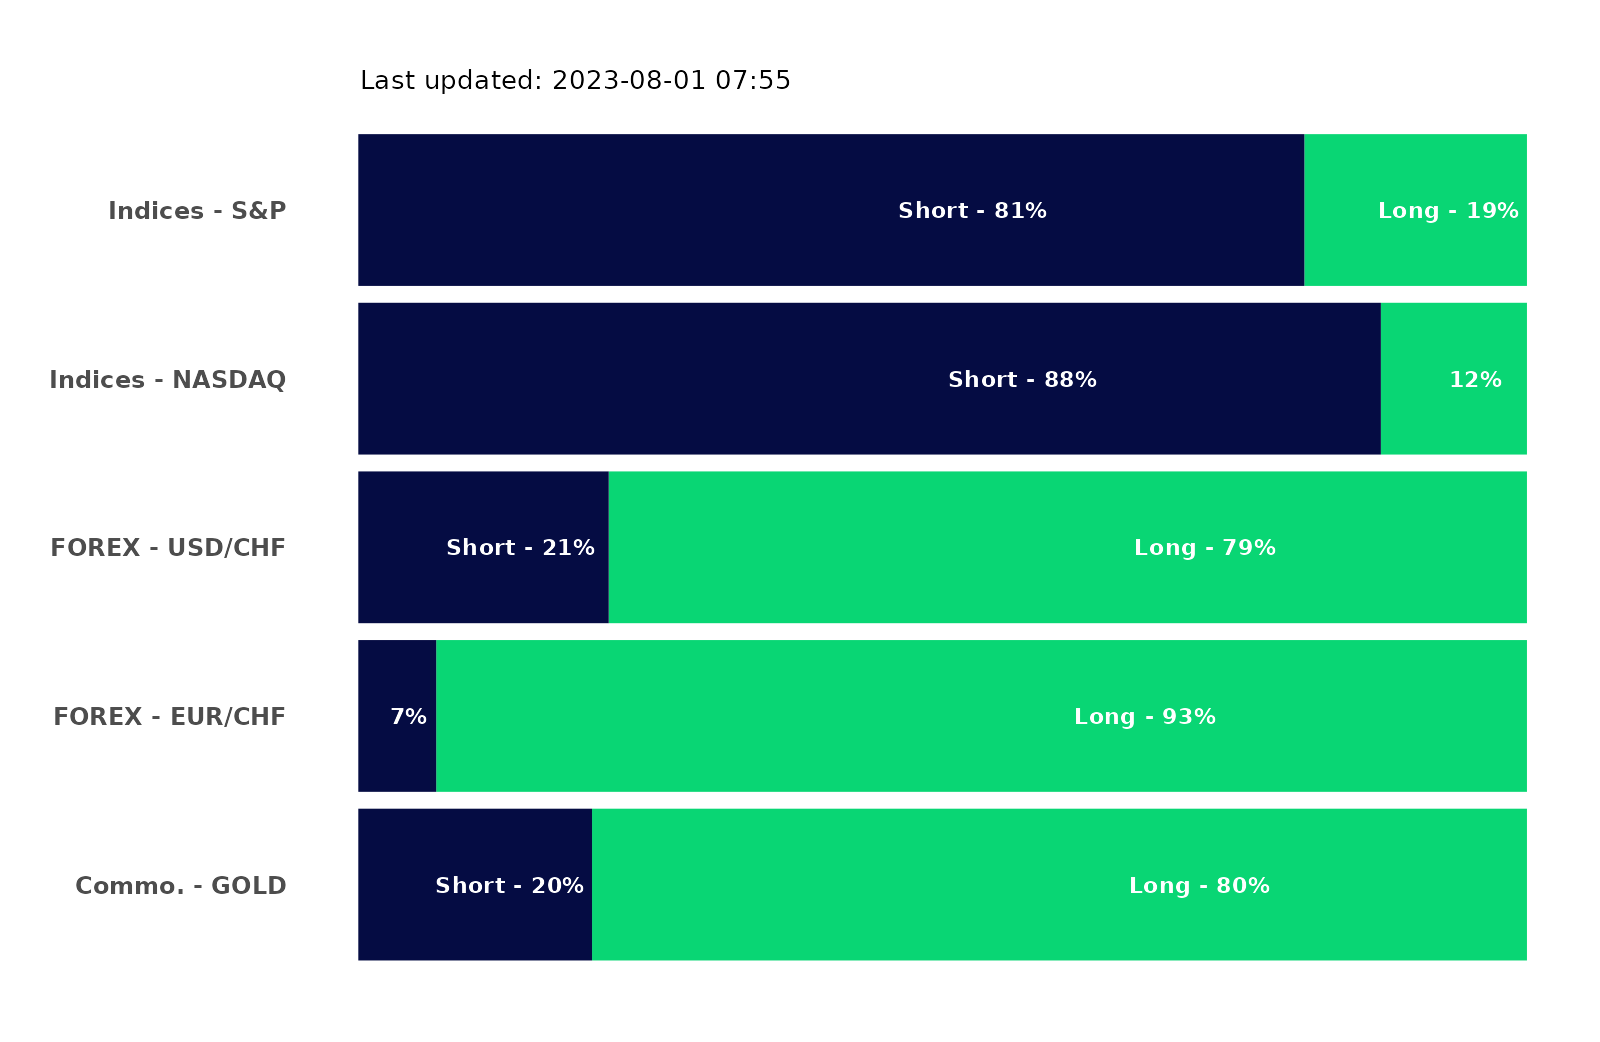 Last updated: 2023-08-01 07:55
Indices - S&P Short - 81% Long - 19%
Indices - NASDAQ Short - 88% 12%
FOREX - USD/CHF Short - 21% Long - 79%
FOREX - EUR/CHF 7% Long - 93%
Commo. - GOLD Short - 20% Long - 80%